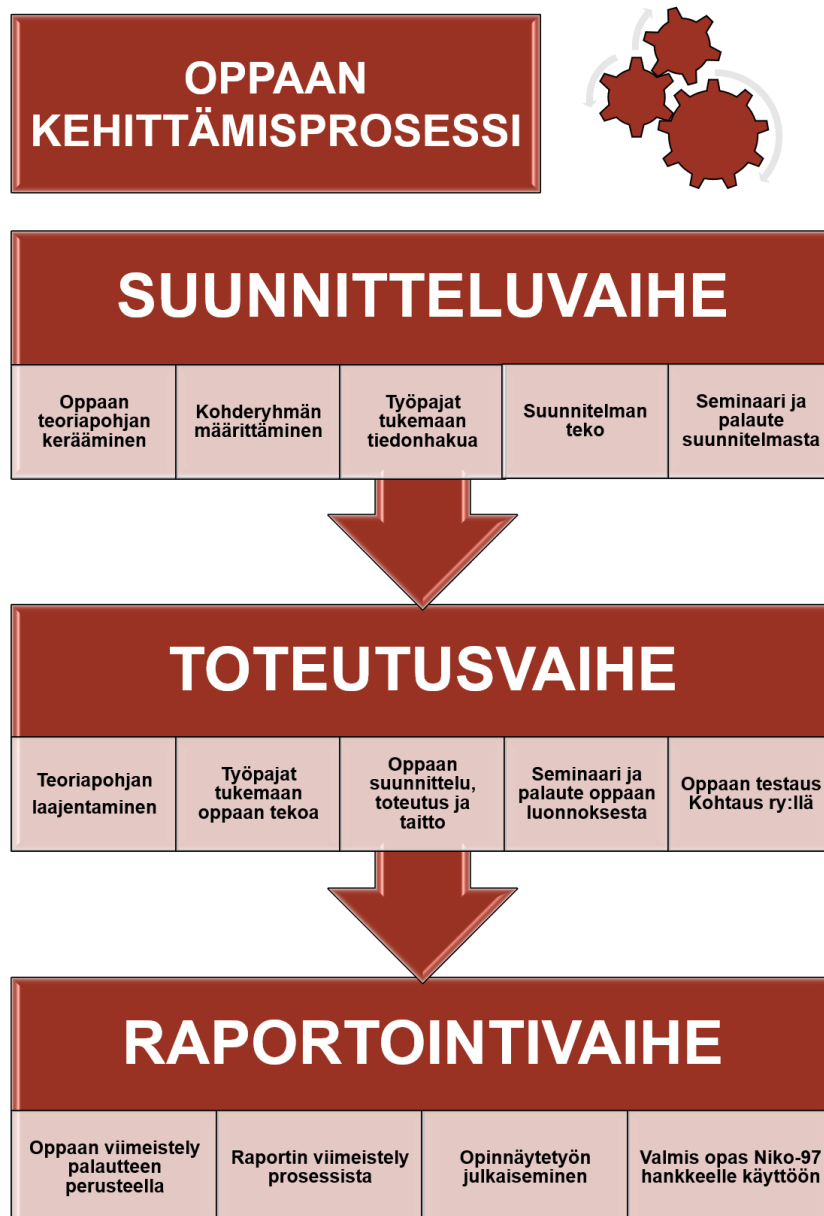 OPPAAN
KEHITTÄMISPROSESSI
SUUNNITTELUVAIHE
Oppaan
teoriapohjan
kerääminen
Kohderyhmän
määrittäminen
Työpajat
tukemaan
tiedonhakua
Suunnitelman
teko
Seminaari ja
palaute
suunnitelmasta
TOTEUTUSVAIHE
Teoriapohjan
laajentaminen
Työpajat
tukemaan
oppaan tekoa
Oppaan
suunnittelu,
toteutus ja
taitto
Seminaari ja
palaute oppaan
luonnoksesta
Oppaan testaus
Kohtaus ry:llä
RAPORTOINTIVAIHE
Oppaan viimeistely
palautteen
perusteella
Raportin viimeistely
prosessista
Opinnäytetyön
julkaiseminen
Valmis opas Niko-97
hankkeelle käyttöön